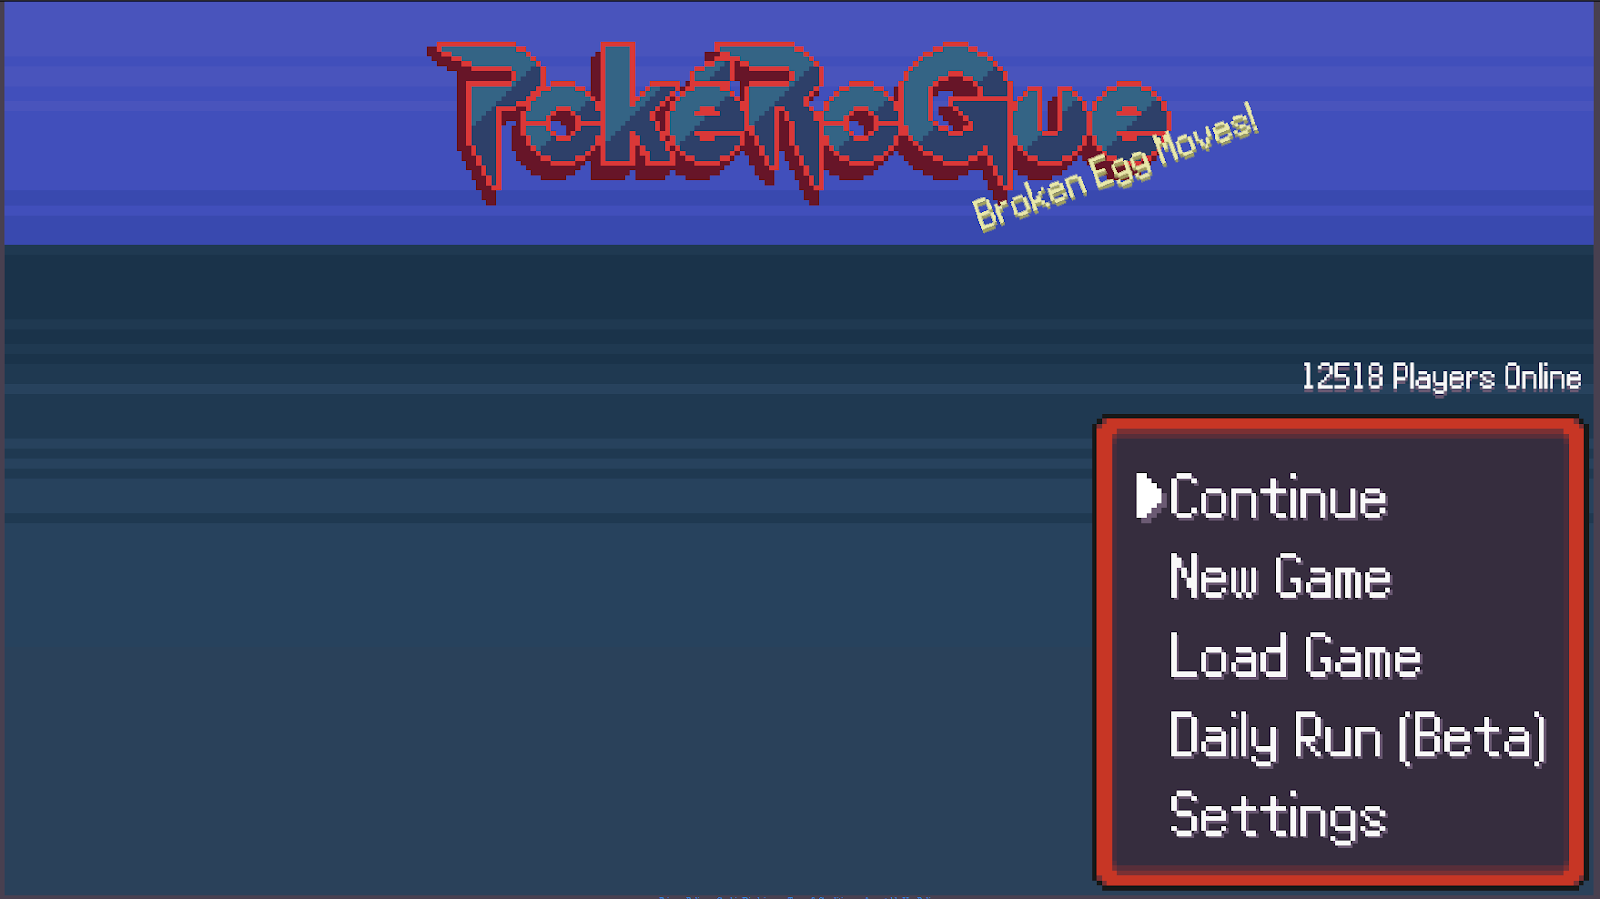 PokéRoGue
Broken Egg Moves!
12518 Players Online
Continue
New Game
Load Game
Daily Run (Beta)
Settings